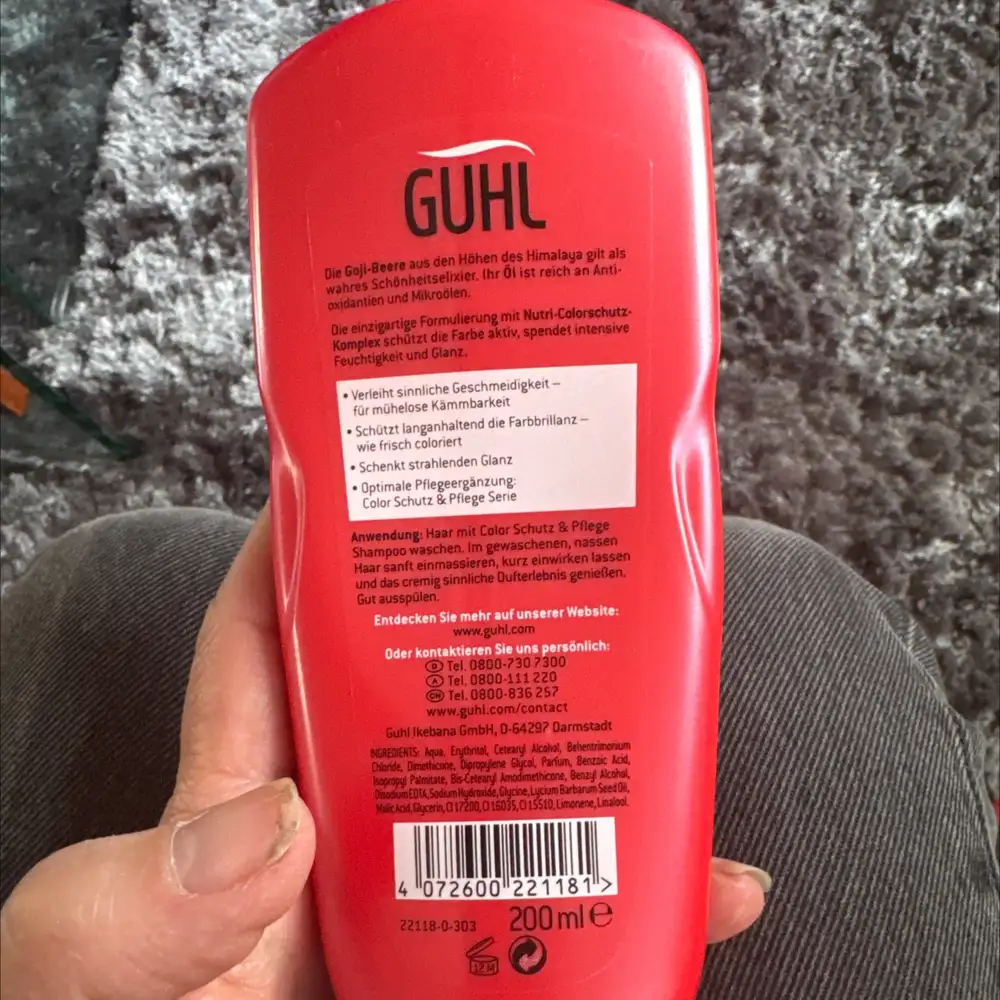 GUHL
Die Goji-Beere aus den Höhen des Himalaya gilt als
wahres Schönheitselixier. Ihr Öl ist reich an Anti-
oxidantien und Mikroölen.
Die einzigartige Formulierung mit Nutri-Colorschutz-
Komplex schützt die Farbe aktiv, spendet intensive
Feuchtigkeit und Glanz.
• Verleiht sinnliche Geschmeidigkeit –
für mühelose Kämmbarkeit
• Schützt langanhaltend die Farbbrillanz –
wie frisch coloriert
• Schenkt strahlenden Glanz
• Optimale Pflegeergänzung:
Color Schutz & Pflege Serie
Anwendung: Haar mit Color Schutz & Pflege
Shampoo waschen. Im gewaschenen, nassen
Haar sanft einmassieren, kurz einwirken lassen
und das cremig sinnliche Dufterlebnis genießen.
Gut ausspülen.
Entdecken Sie mehr auf unserer Website:
www.guhl.com
Oder kontaktieren Sie uns persönlich:
D Tel. 0800-730 7300
A Tel. 0800-111 220
CH Tel. 0800-836 257
www.guhl.com/contact
Guhl Ikebana GmbH, D-64297 Darmstadt
INGREDIENTS: Aqua, Erythritol, Cetearyl Alcohol, Behentrimonium
Chloride, Dimethicone, Dipropylene Glycol, Parfum, Benzoic Acid,
Isopropyl Palmitate, Bis-Cetearyl Amodimethicone, Benzyl Alcohol,
Disodium EDTA, Sodium Hydroxide, Glycine, Lycium Barbarum Seed Oil,
Malic Acid, Glycerin, CI 17200, CI 16035, CI 15510, Limonene, Linalool.
4 072600 221181 >
22118-0-303 200 ml e
12 M